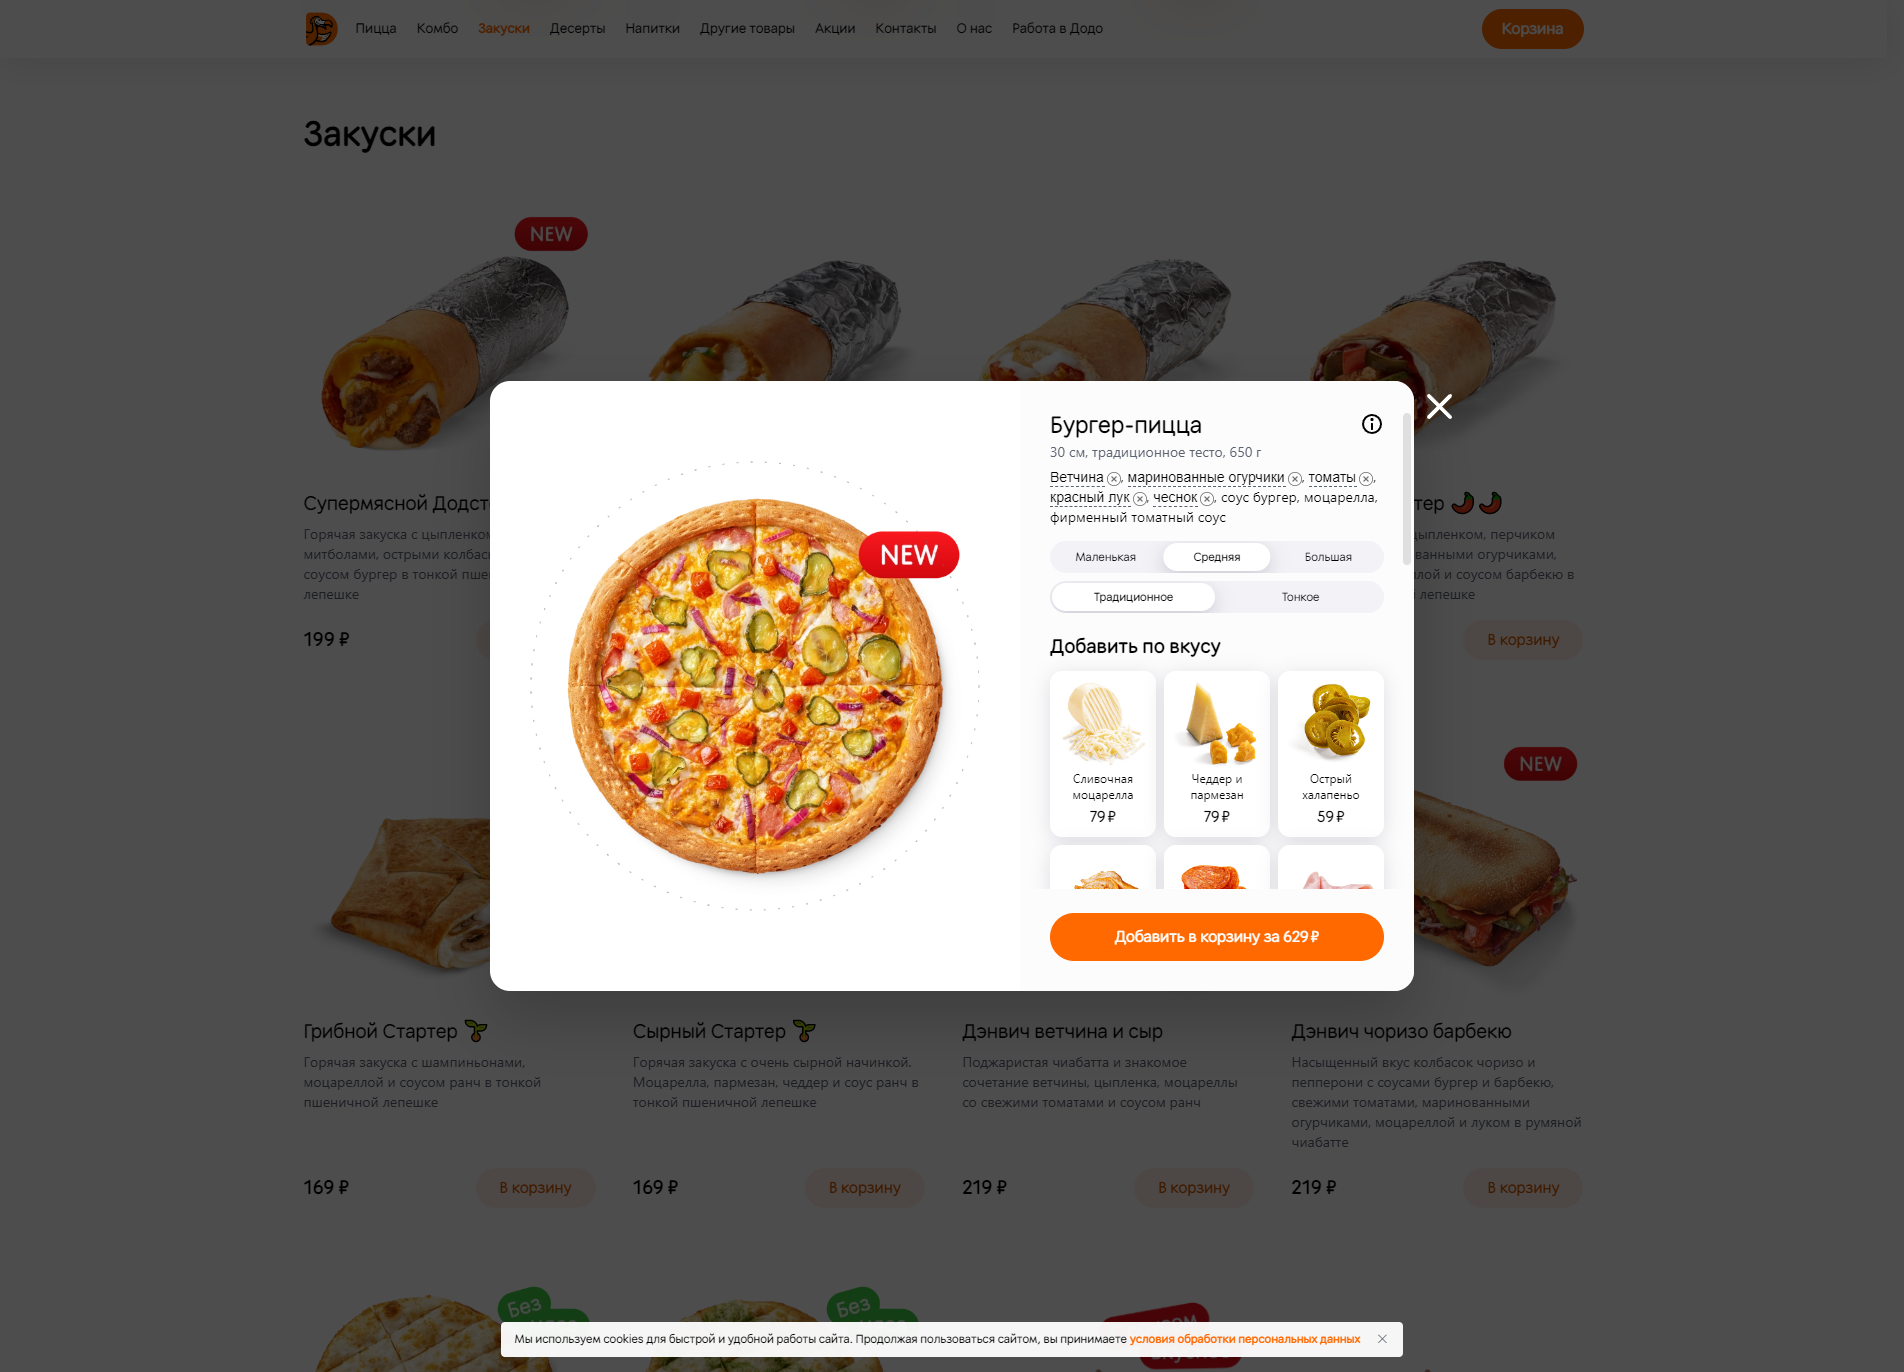 Пицца
Комбо
Закуски
Десерты
Напитки
Другие товары
Акции
Контакты
О нас
Работа в Додо
Корзина
Закуски
NEW
Супермясной Додст
Горячая закуска с цыпленком
митболами, острыми колбас
соусом бургер в тонкой пше
лепешке
199 ₽
Бургер-пицца
30 см, традиционное тесто, 650 г
Ветчина, маринованные огурчики, томаты,
красный лук, чеснок, соус бургер, моцарелла,
фирменный томатный соус
Маленькая
Средняя
Большая
Традиционное
Тонкое
NEW
Добавить по вкусу
Сливочная
моцарелла
79 ₽
Чеддер и
пармезан
79 ₽
Острый
халапеньо
59 ₽
Добавить в корзину за 629 ₽
тер
цыпленком, перчиком
ванными огурчиками,
лой и соусом барбекю в
лепешке
В корзину
NEW
Грибной Стартер
Горячая закуска с шампиньонами,
моцареллой и соусом ранч в тонкой
пшеничной лепешке
169 ₽
В корзину
Сырный Стартер
Горячая закуска с очень сырной начинкой.
Моцарелла, пармезан, чеддер и соус ранч в
тонкой пшеничной лепешке
169 ₽
В корзину
Дэнвич ветчина и сыр
Поджаристая чиабатта и знакомое
сочетание ветчины, цыпленка, моцареллы
со свежими томатами и соусом ранч
219 ₽
В корзину
Дэнвич чоризо барбекю
Насыщенный вкус колбасок чоризо и
пепперони с соусами бургер и барбекю,
свежими томатами, маринованными
огурчиками, моцареллой и луком в румяной
чиабатте
219 ₽
В корзину
Без
Без
Мы используем cookies для быстрой и удобной работы сайта. Продолжая пользоваться сайтом, вы принимаете условия обработки персональных данных